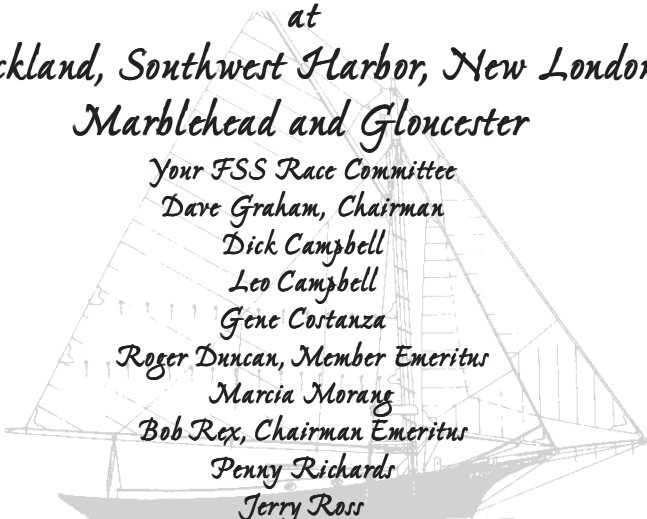 at
ckland, Southwest Harbor, New London
Marblehead and Gloucester
Your FSS Race Committee
Dave Graham, Chairman
Dick Campbell
Leo Campbell
Gene Costanza
Roger Duncan, Member Emeritus
Marcia Morang
Bob Rex, Chairman Emeritus
Penny Richards
Jerry Ross